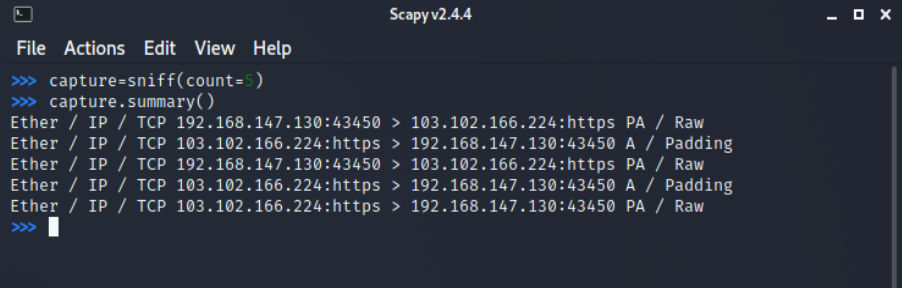 Scapy v2.4.4
File Actions Edit View Help
>>> capture=sniff(count=5)
>>> capture.summary()
Ether / IP / TCP 192.168.147.130:43450 > 103.102.166.224:https PA / Raw
Ether / IP / TCP 103.102.166.224:https > 192.168.147.130:43450 A / Padding
Ether / IP / TCP 192.168.147.130:43450 > 103.102.166.224:https PA / Raw
Ether / IP / TCP 103.102.166.224:https > 192.168.147.130:43450 A / Padding
Ether / IP / TCP 103.102.166.224:https > 192.168.147.130:43450 PA / Raw
>>>